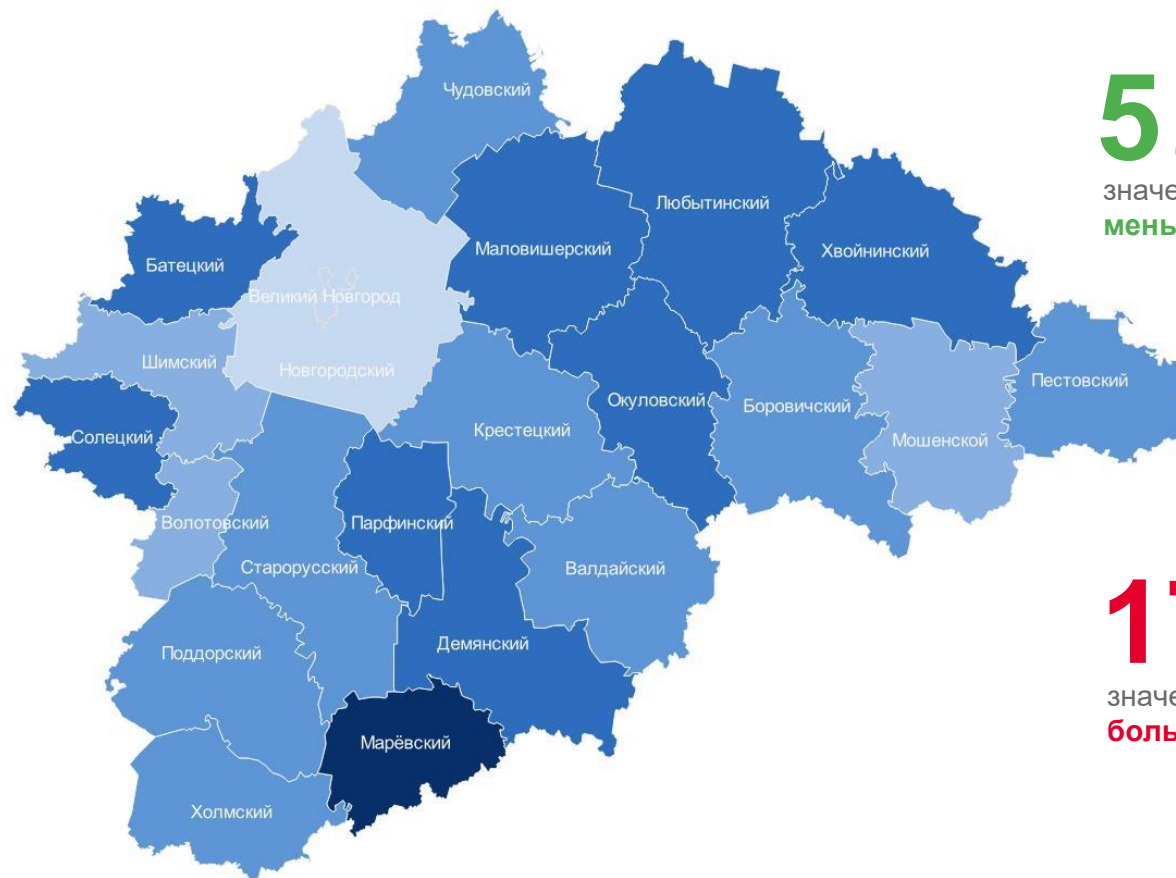 Чудовский
Любытинский
Маловишерский
Хвойнинский
Батецкий
Великий Новгород
Шимский
Новгородский
Пестовский
Окуловский
Боровичский
Солецкий
Крестецкий
Мошенской
Волотовский
Парфинский
Старорусский
Валдайский
Поддорский
Демянский
Марёвский
Холмский
5
значе
мень
1
значе
боль